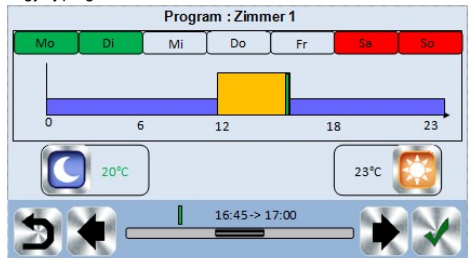 Program : Zimmer 1
Mo Di Mi Do Fr Sa So
0 6 12 18 23
20°C 23°C
16:45-> 17:00